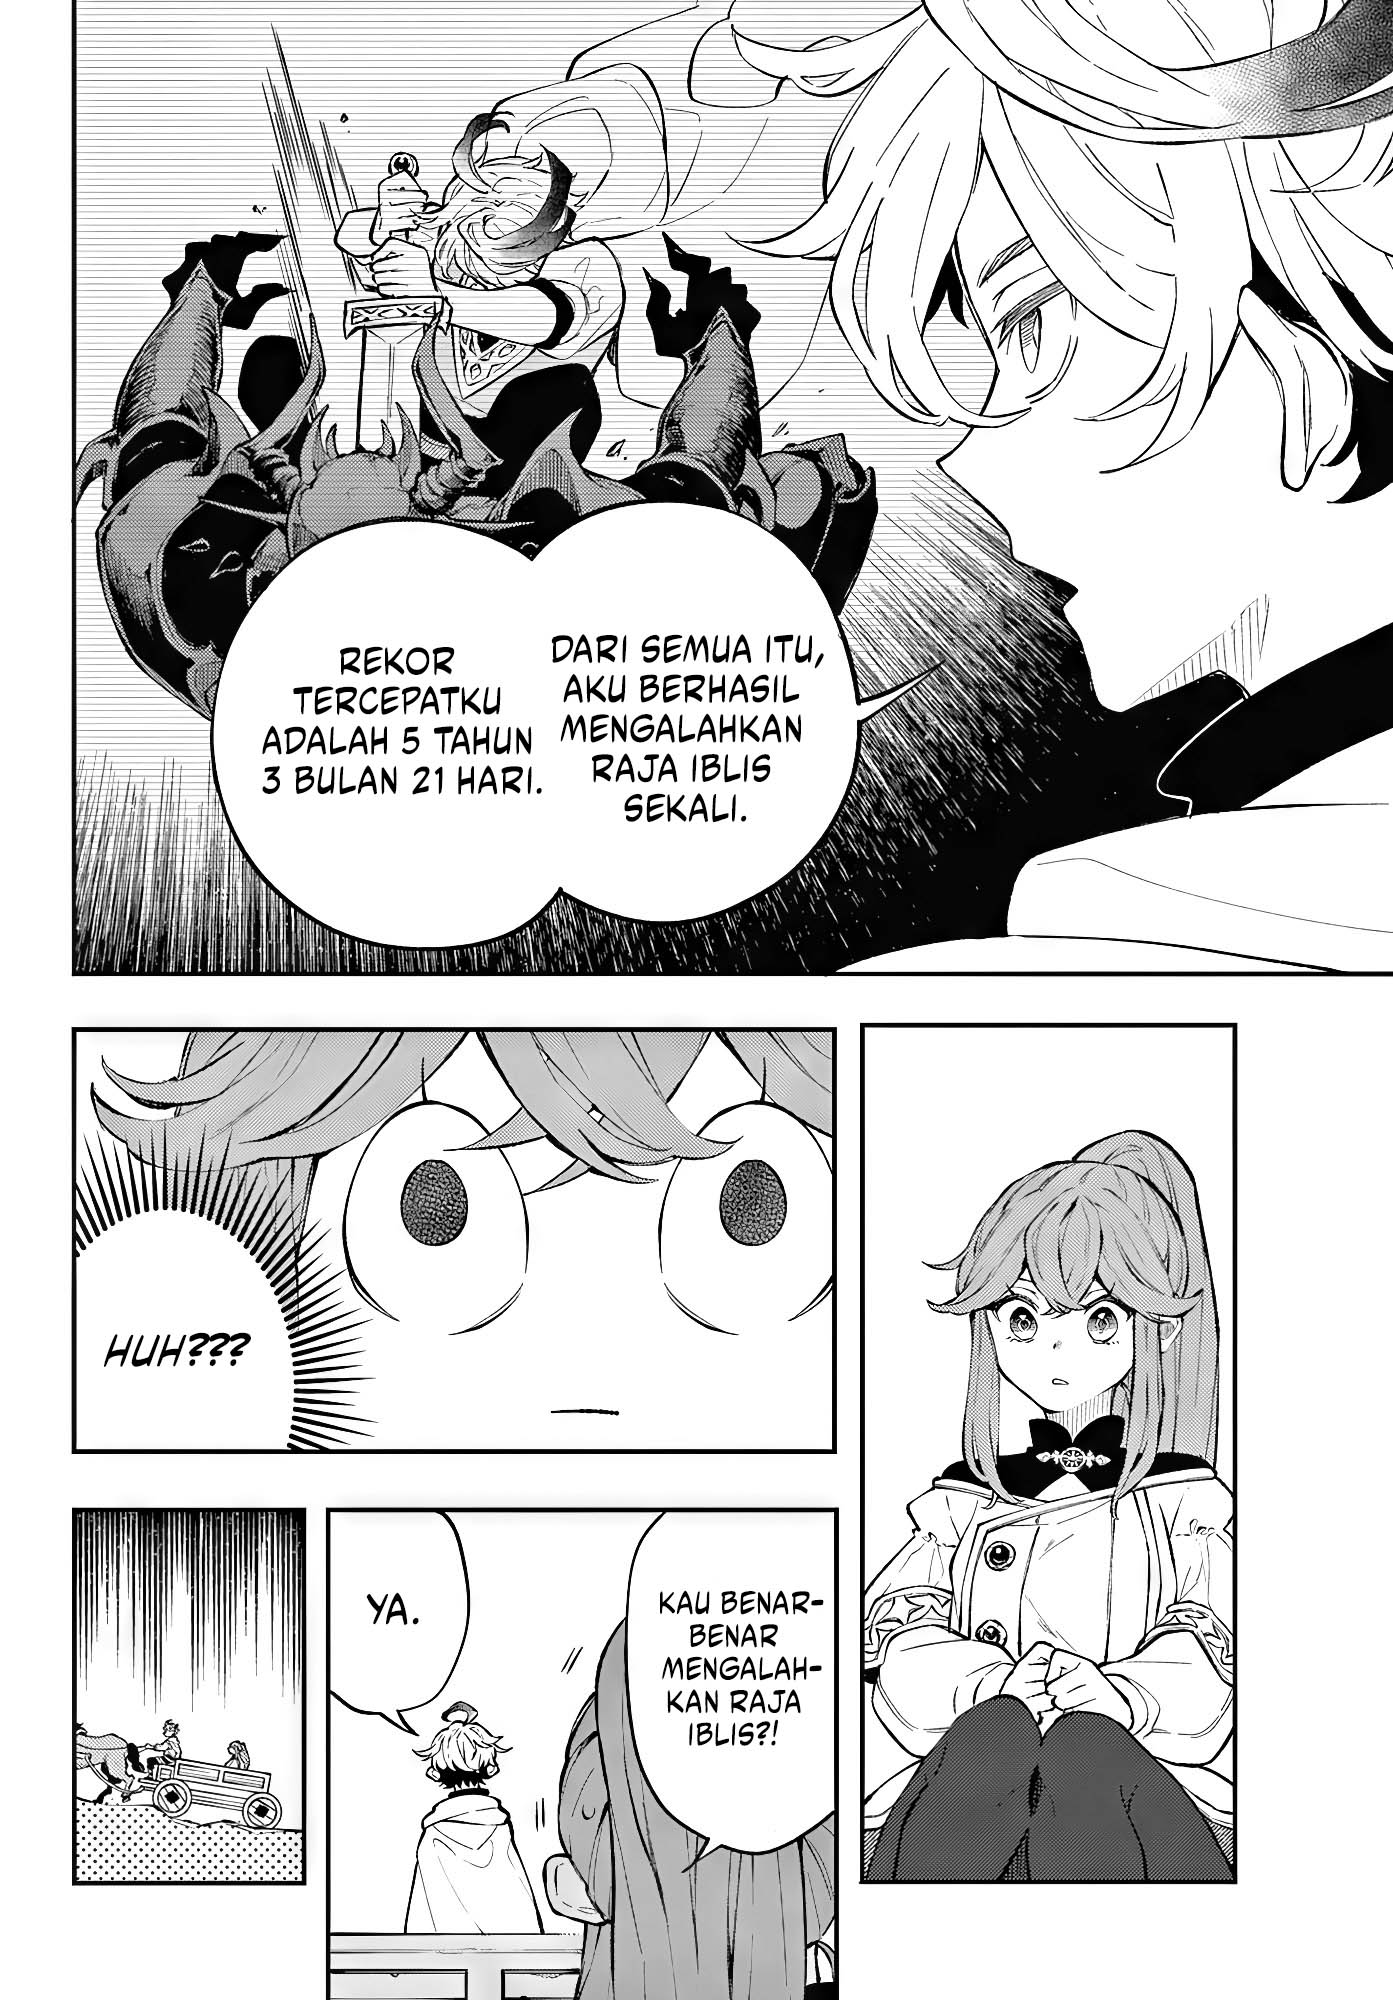 DARI SEMUA ITU,
AKU BERHASIL
MENGALAHKAN
RAJA IBLIS
SEKALI.
REKOR
TERCEPATKU
ADALAH 5 TAHUN
3 BULAN 21 HARI.
HUH???
KAU BENAR-
BENAR
MENGALAH-
KAN RAJA
IBLIS?!
YA.